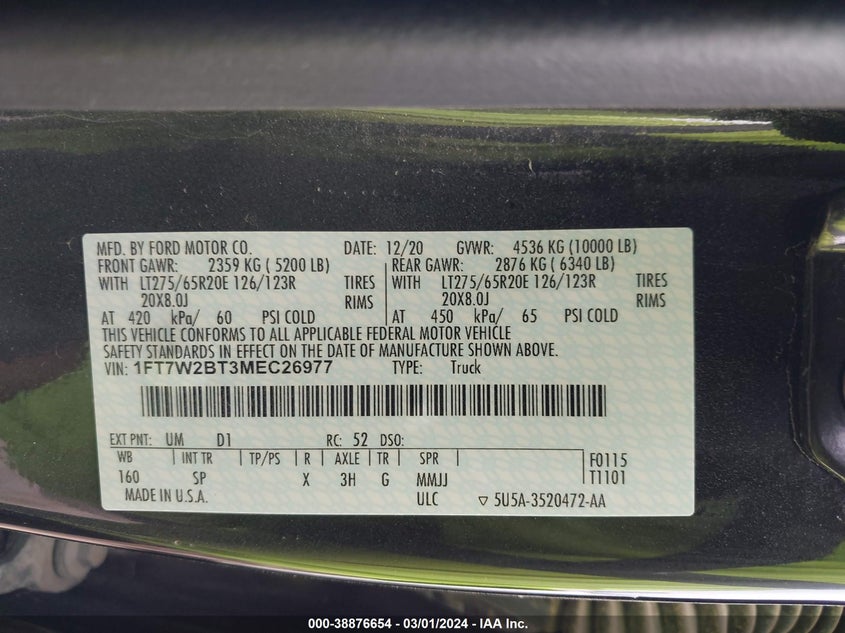 MFD. BY FORD MOTOR CO. DATE: 12/20 GVWR: 4536 KG (10000 LB)
FRONT GAWR: 2359 KG ( 5200 LB) REAR GAWR: 2876 KG ( 6340 LB)
WITH LT275/65R20E 126/123R TIRES WITH LT275/65R20E 126/123R TIRES
20X8.0J RIMS 20X8.0J RIMS
AT 420 kPa/ 60 PSI COLD AT 450 kPa/ 65 PSI COLD
THIS VEHICLE CONFORMS TO ALL APPLICABLE FEDERAL MOTOR VEHICLE
SAFETY STANDARDS IN EFFECT ON THE DATE OF MANUFACTURE SHOWN ABOVE.
VIN: 1FT7W2BT3MEC26977 TYPE: Truck
EXT PNT: UM D1 RC: 52 DSO:
WB INT TR TP/PS R AXLE TR SPR F0115
160 SP X 3H G MMJJ T1101
MADE IN U.S.A. ULC ▽ 5U5A-3520472-AA
000-38876654 - 03/01/2024 - IAA Inc.